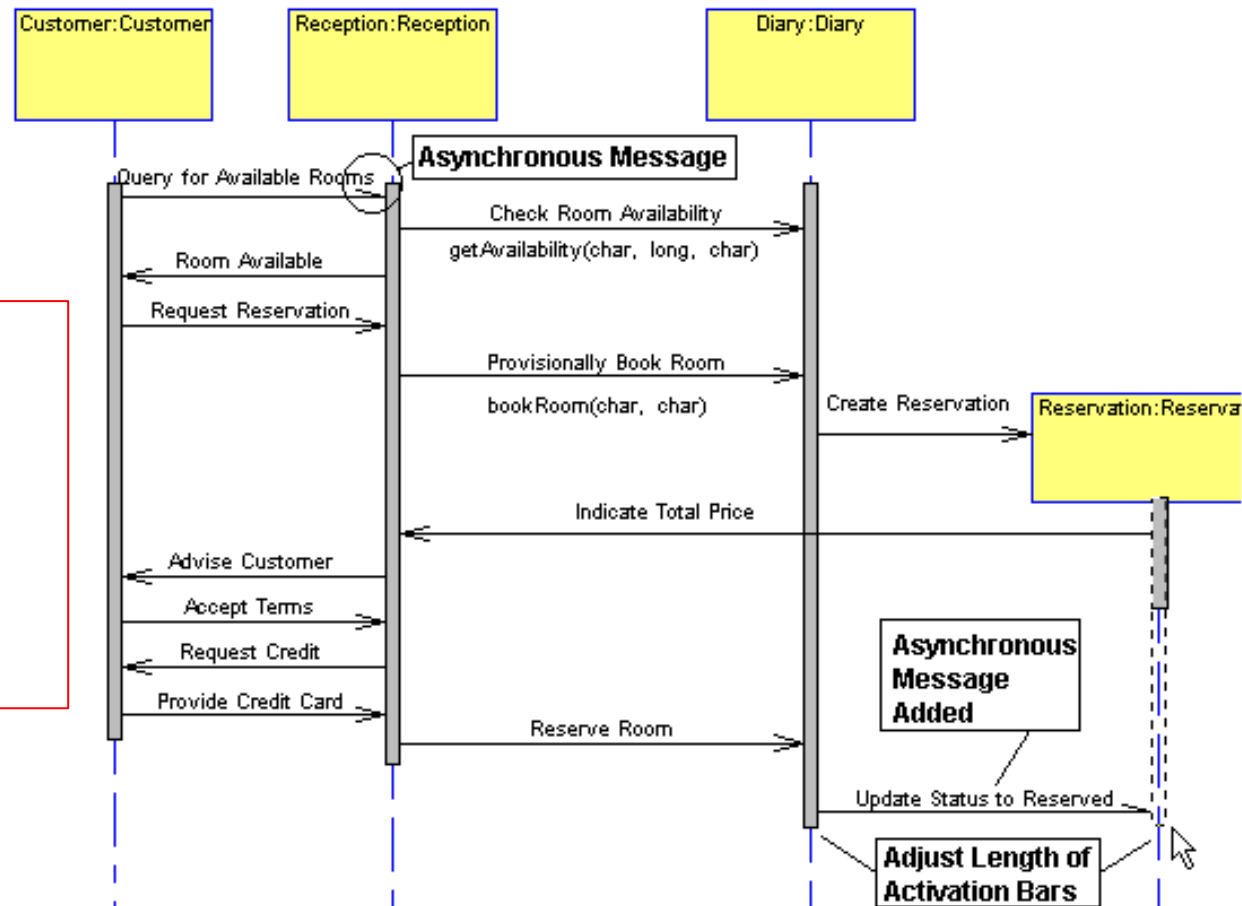 Customer:Customer
Reception:Reception
Diary:Diary
Asynchronous Message
Query for Available Rooms
Check Room Availability
getAvailability(char, long, char)
Room Available
Request Reservation
Provisionally Book Room
bookRoom(char, char)
Create Reservation
Reservation:Reserva
Indicate Total Price
Advise Customer
Accept Terms
Request Credit
Provide Credit Card
Asynchronous
Message
Added
Reserve Room
Update Status to Reserved
Adjust Length of
Activation Bars